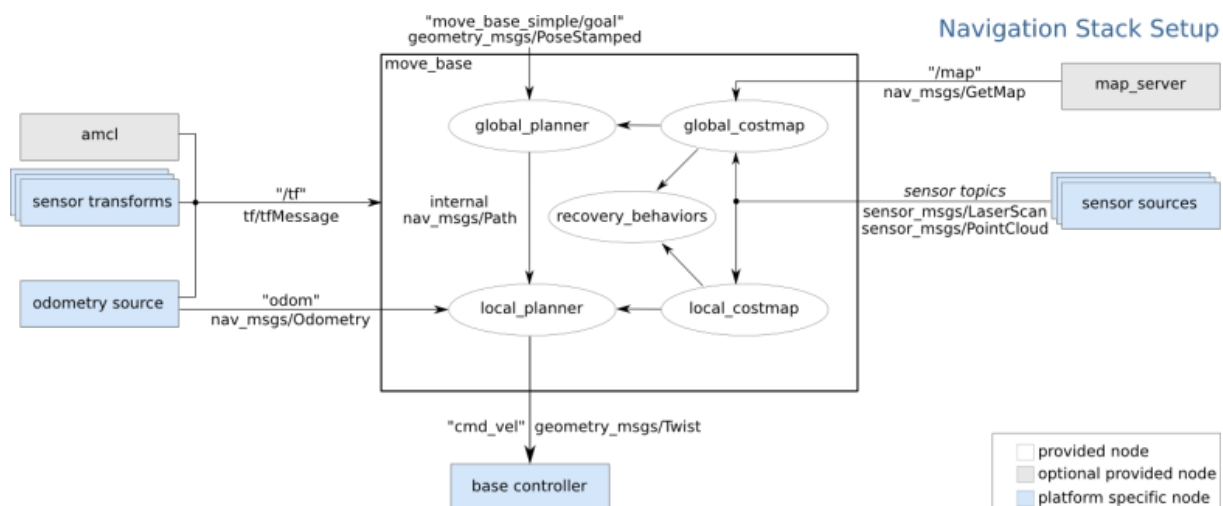 Navigation Stack Setup
"move_base_simple/goal"
geometry_msgs/PoseStamped
move_base
"/map"
nav_msgs/GetMap
map_server
global_planner
global_costmap
amcl
sensor transforms
"/tf"
tf/tfMessage
internal
nav_msgs/Path
recovery_behaviors
sensor topics
sensor_msgs/LaserScan
sensor_msgs/PointCloud
sensor sources
odometry source
"odom"
nav_msgs/Odometry
local_planner
local_costmap
"cmd_vel" geometry_msgs/Twist
base controller
provided node
optional provided node
platform specific node